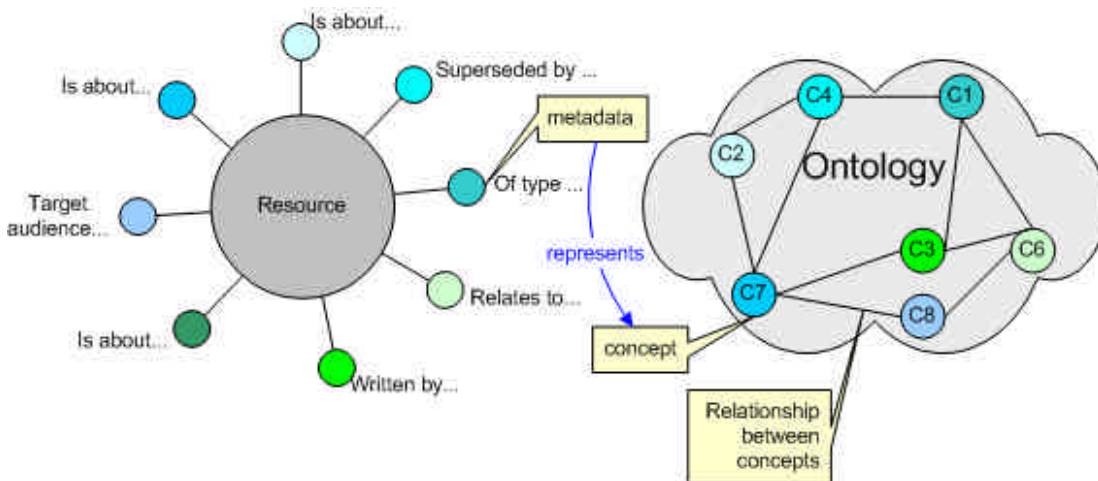 Is about...
Is about...
Superseded by ...
metadata
Of type ...
Resource
Target
audience...
Relates to...
Is about...
Written by...
represents
concept
C4
C1
C2
Ontology
C3
C6
C7
C8
Relationship
between
concepts